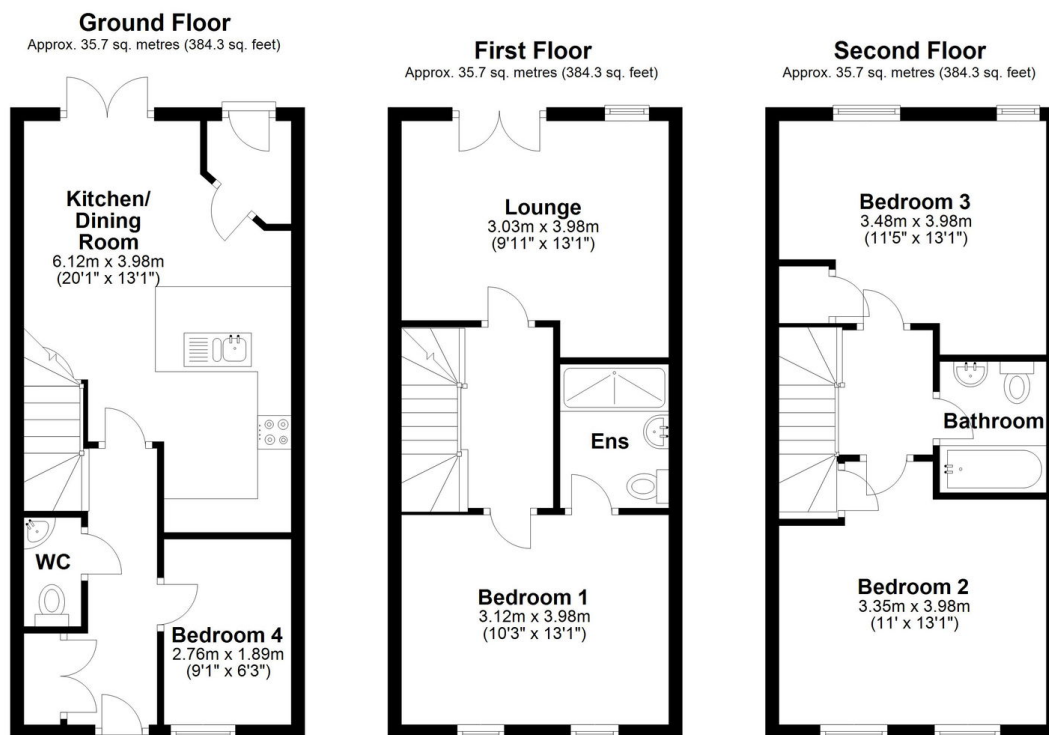 Ground Floor
Approx. 35.7 sq. metres (384.3 sq. feet)
Kitchen/
Dining
Room
6.12m x 3.98m
(20'1" x 13'1")
WC
Bedroom 4
2.76m x 1.89m
(9'1" x 6'3")
First Floor
Approx. 35.7 sq. metres (384.3 sq. feet)
Lounge
3.03m x 3.98m
(9'11" x 13'1")
Ens
Bedroom 1
3.12m x 3.98m
(10'3" x 13'1")
Second Floor
Approx. 35.7 sq. metres (384.3 sq. feet)
Bedroom 3
3.48m x 3.98m
(11'5" x 13'1")
Bathroom
Bedroom 2
3.35m x 3.98m
(11' x 13'1")